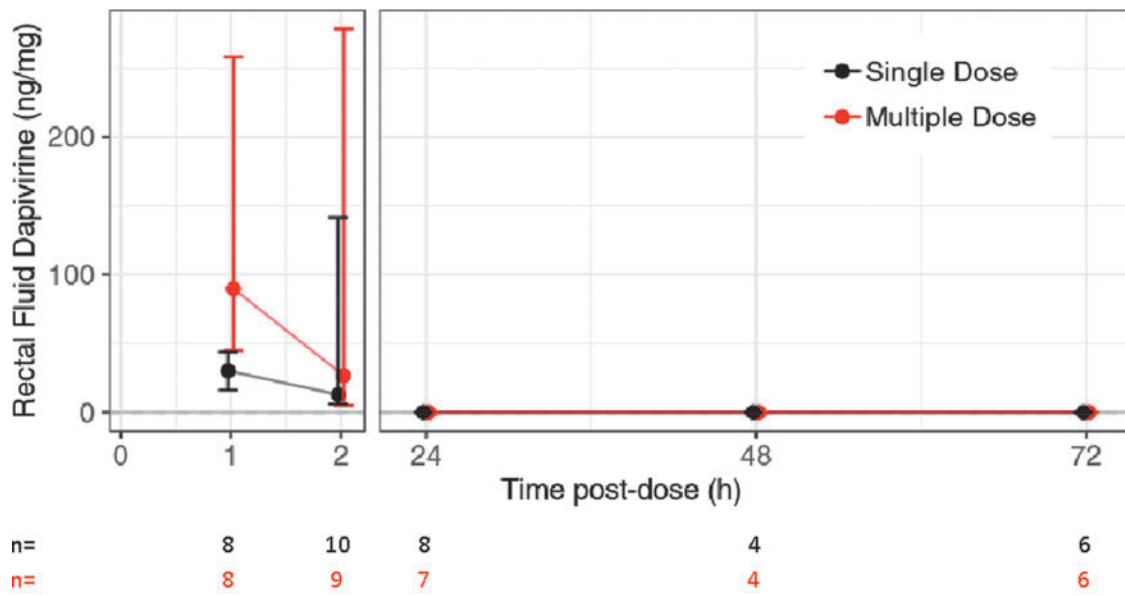 Rectal Fluid Dapivirine (ng/mg)
200
100
0
Single Dose
Multiple Dose
0 1 2 24 48 72
Time post-dose (h)
n= 8 10 8 4 6
n= 8 9 7 4 6